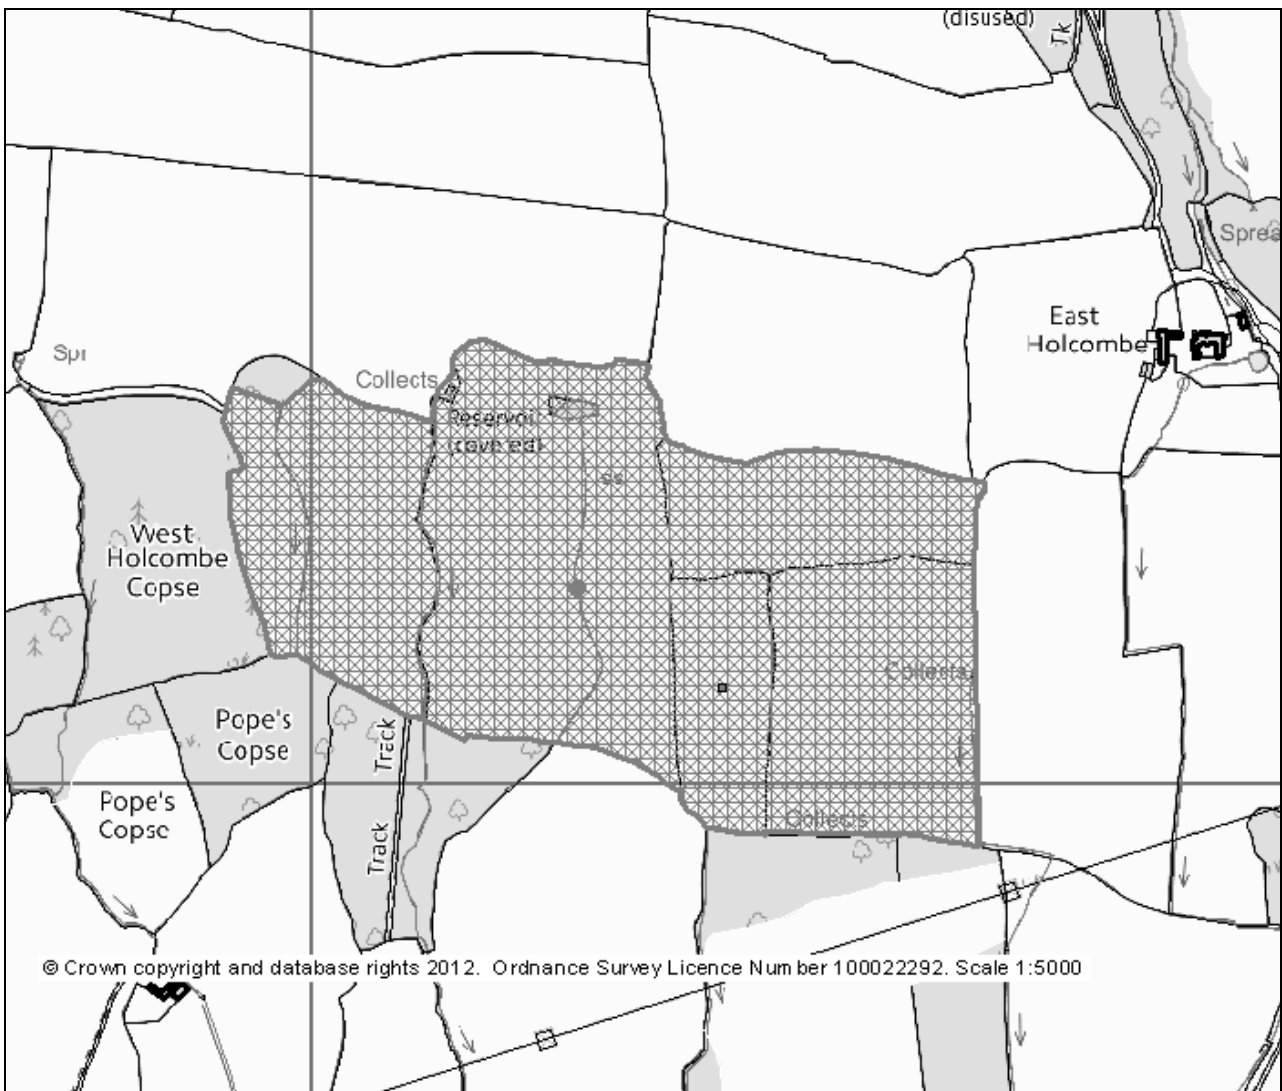 (disused)
Tk
Sprea
East
Holcombe
Spr
Collects
Reservoir
(covered)
West
Holcombe
Copse
Collects
Pope's
Copse
Track
Pope's
Copse
Track
Collects
© Crown copyright and database rights 2012. Ordnance Survey Licence Number 100022292. Scale 1:5000